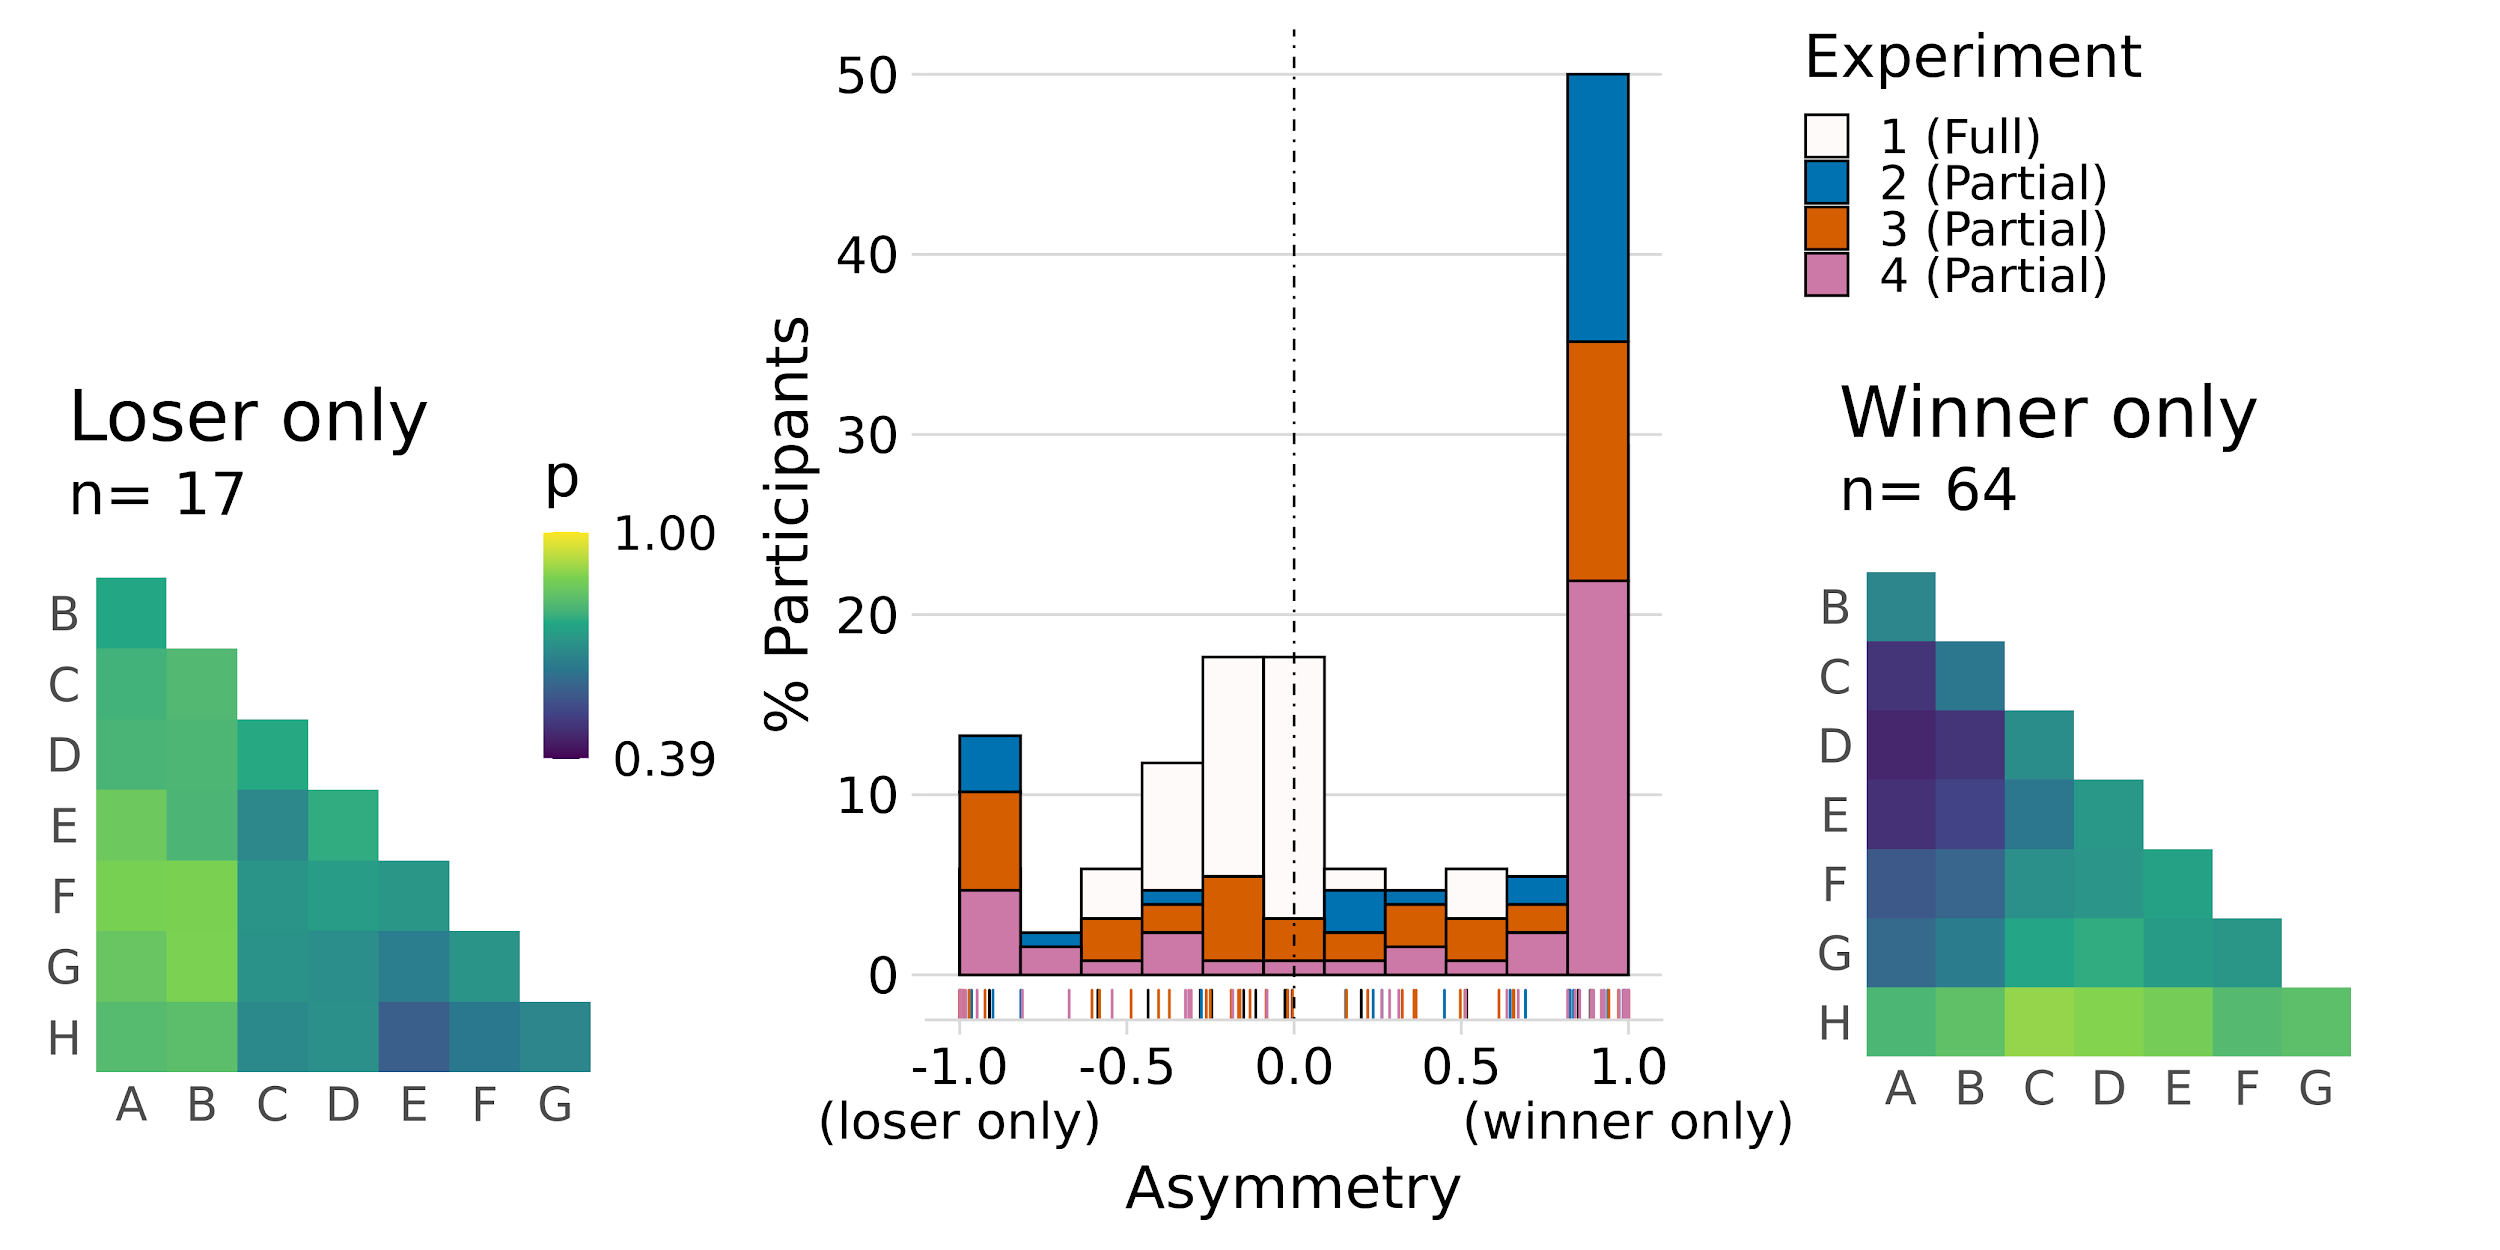 Loser only
n= 17
p
1.00
0.39
B
C
D
E
F
G
H
A B C D E F G
% Participants
50
40
30
20
10
0
-1.0 -0.5 0.0 0.5 1.0
(loser only) (winner only)
Asymmetry
Experiment
1 (Full)
2 (Partial)
3 (Partial)
4 (Partial)
Winner only
n= 64
B
C
D
E
F
G
H
A B C D E F G